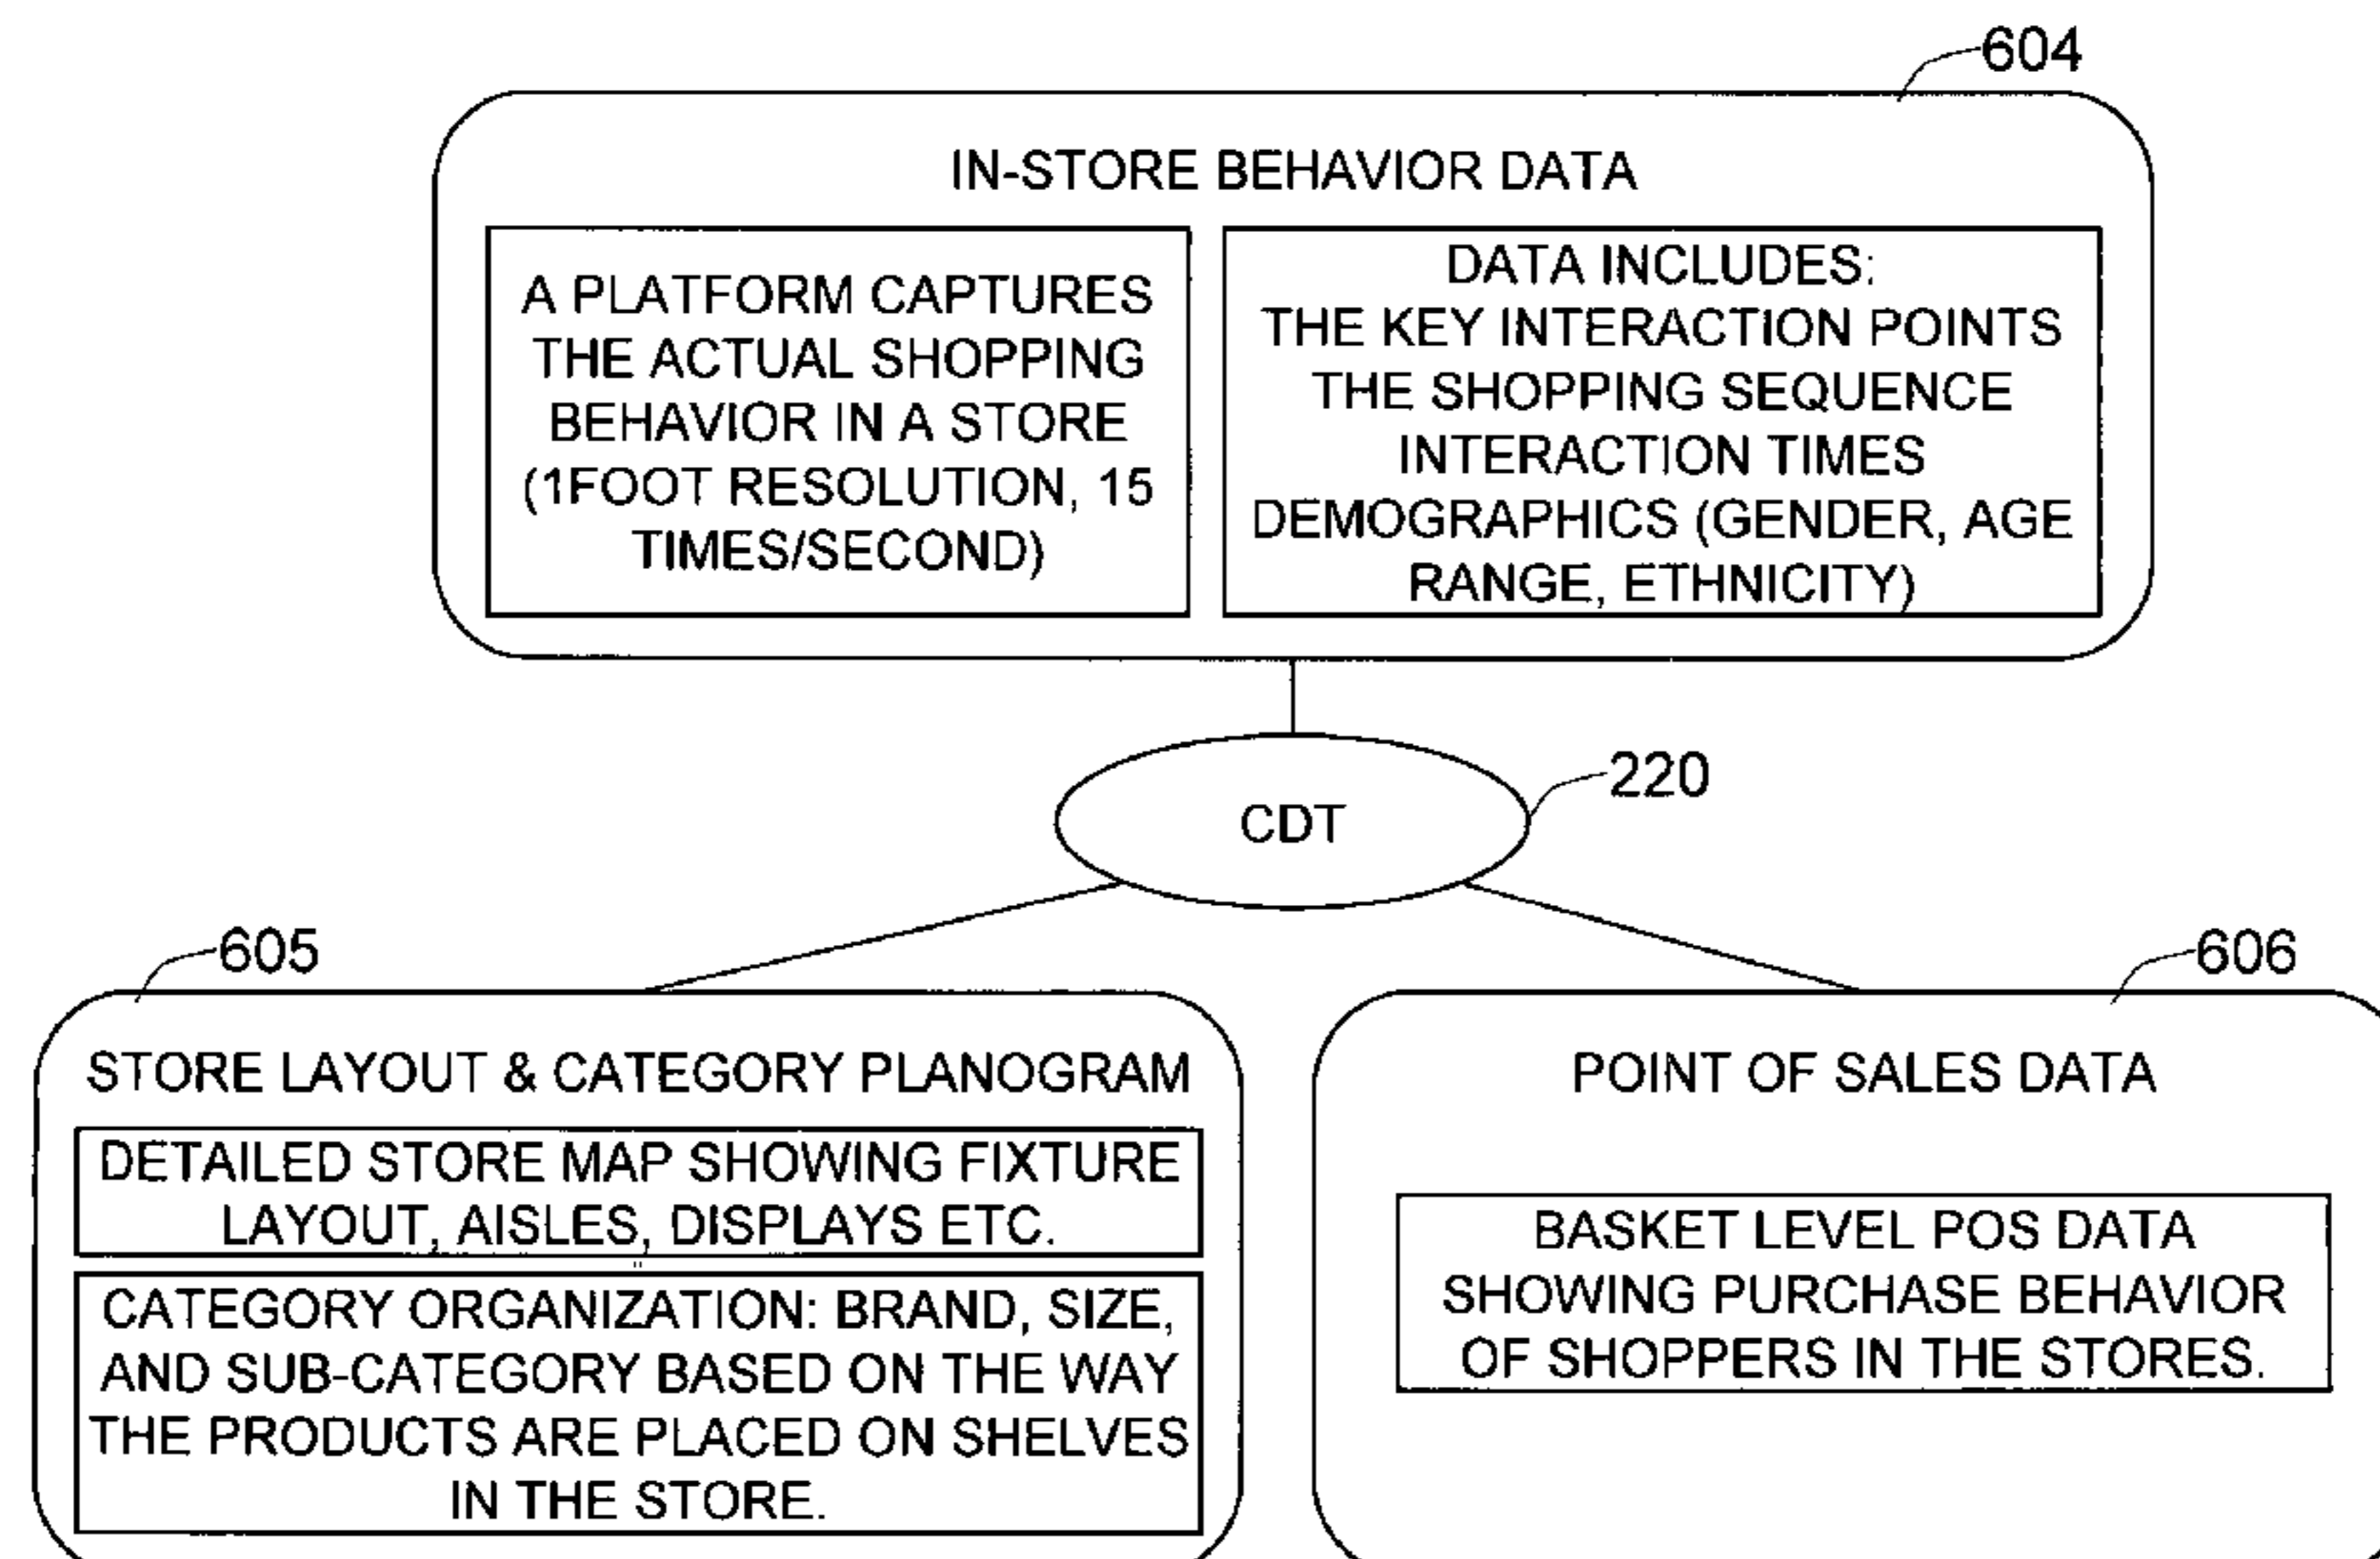 604
IN-STORE BEHAVIOR DATA
A PLATFORM CAPTURES
THE ACTUAL SHOPPING
BEHAVIOR IN A STORE
(1FOOT RESOLUTION, 15
TIMES/SECOND)
DATA INCLUDES:
THE KEY INTERACTION POINTS
THE SHOPPING SEQUENCE
INTERACTION TIMES
DEMOGRAPHICS (GENDER, AGE
RANGE, ETHNICITY)
220
CDT
605
STORE LAYOUT & CATEGORY PLANOGRAM
DETAILED STORE MAP SHOWING FIXTURE
LAYOUT, AISLES, DISPLAYS ETC.
CATEGORY ORGANIZATION: BRAND, SIZE,
AND SUB-CATEGORY BASED ON THE WAY
THE PRODUCTS ARE PLACED ON SHELVES
IN THE STORE.
606
POINT OF SALES DATA
BASKET LEVEL POS DATA
SHOWING PURCHASE BEHAVIOR
OF SHOPPERS IN THE STORES.